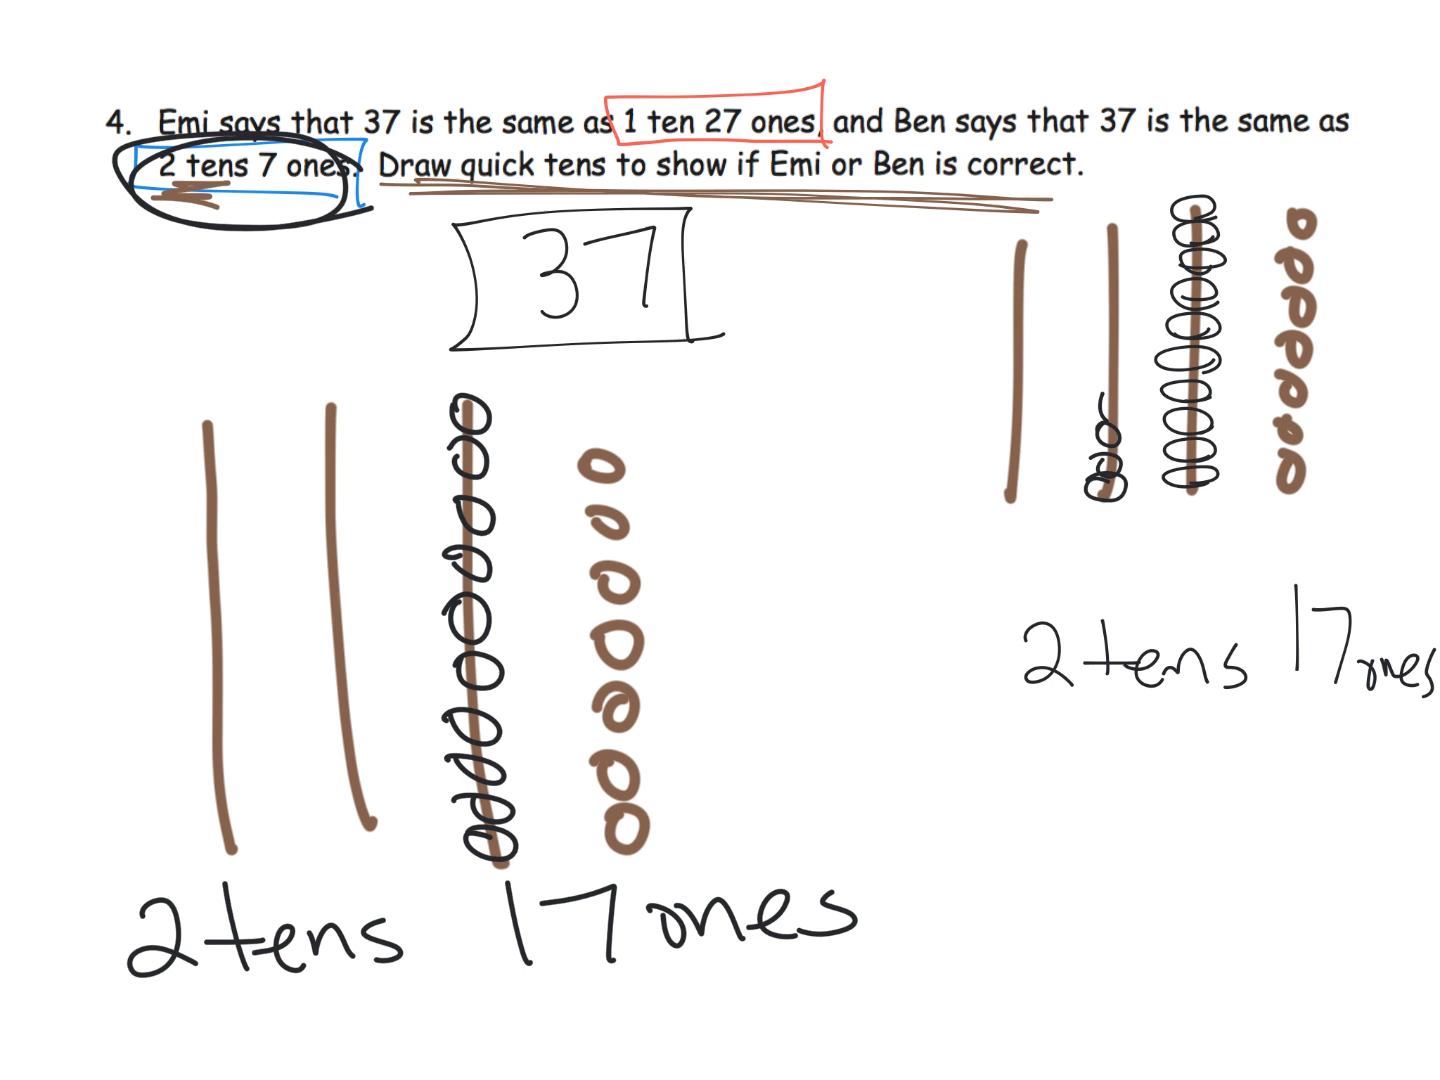 4. Emi says that 37 is the same as 1 ten 27 ones, and Ben says that 37 is the same as
2 tens 7 ones. Draw quick tens to show if Emi or Ben is correct.
37
2 tens 17 ones
2 tens 17 ones